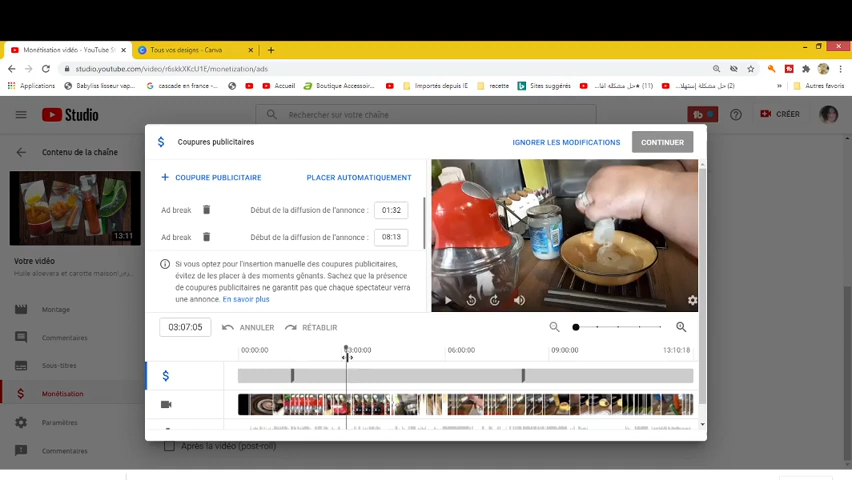 Monétisation vidéo - YouTube St
Tous vos designs - Canva
studio.youtube.com/video/r6skkXKcU1E/monetization/ads
Applications
Babyliss lisseur vap...
cascade en france -...
Accueil
Boutique Accessoir...
Importés depuis IE
recette
Sites suggérés
Autres favoris
Studio
Rechercher sur votre chaîne
CRÉER
Contenu de la chaîne
13:11
Votre vidéo
Huile aloevera et carotte maison
Montage
Commentaires
Sous-titres
Monétisation
Paramètres
Commentaires
Coupures publicitaires
IGNORER LES MODIFICATIONS
CONTINUER
+ COUPURE PUBLICITAIRE
PLACER AUTOMATIQUEMENT
Ad break
Début de la diffusion de l'annonce :
01:32
Ad break
Début de la diffusion de l'annonce :
08:13
Si vous optez pour l'insertion manuelle des coupures publicitaires,
évitez de les placer à des moments gênants. Sachez que la présence
de coupures publicitaires ne garantit pas que chaque spectateur verra
une annonce. En savoir plus
03:07:05
ANNULER
RÉTABLIR
00:00:00
03:00:00
06:00:00
09:00:00
13:10:18
Après la vidéo (post-roll)